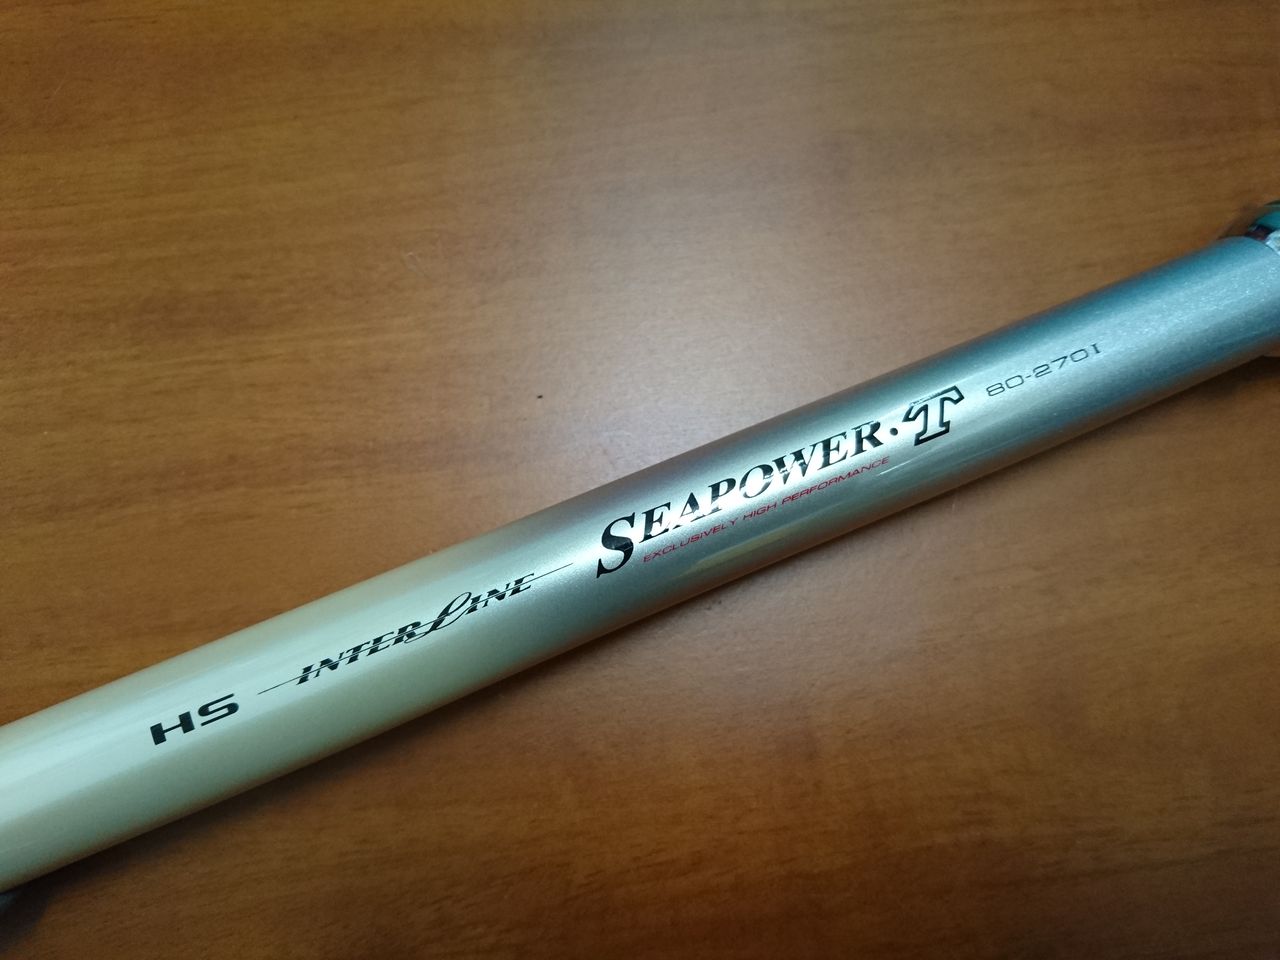 HS INTERLINE SEAPOWER·T 80-270I
EXCLUSIVELY HIGH PERFORMANCE